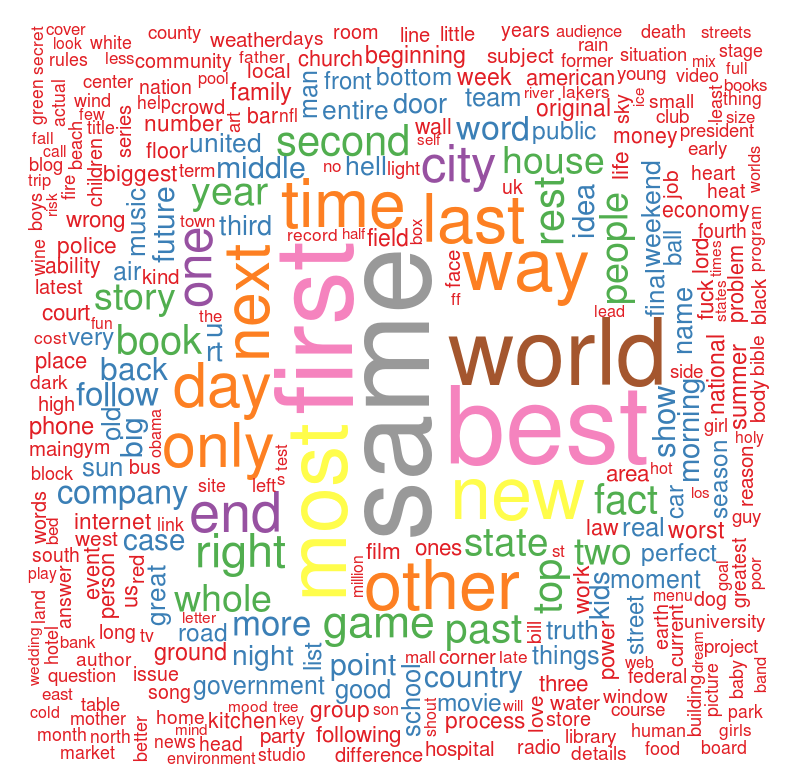 cover
county
room
line
little
years
audience
death
streets
look
white
weather
days
rain
secret
rules
less
community
father
church
beginning
subject
former
situation
mix
stage
center
nation
pool
local
front
bottom
week
american
young
video
full
green
actual
wind
help
crowd
family
man
entire
door
team
river
lakers
original
sky
ice
small
least
books
thing
few
title
series
number
art
bar
nfl
wall
word
public
money
club
president
size
fall
call
beach
floor
united
second
self
city
house
life
early
blog
biggest
term
middle
no
hell
light
heart
worlds
trip
risk
fire
children
year
time
last
uk
rest
idea
people
weekend
job
heat
boys
wrong
music
future
town
third
record
half
field
box
way
final
ball
economy
fourth
program
wine
police
ability
air
kind
one
next
first
same
face
ff
lord
fuck
times
states
problem
black
latest
story
the
court
fun
u
rt
lead
name
cost
very
book
world
place
back
day
side
national
summer
body
bible
dark
high
follow
old
big
obama
best
show
morning
girl
holy
phone
main
gym
only
most
test
s
area
hot
season
reason
block
sun
bus
site
left
new
fact
car
los
guy
words
bed
company
end
internet
link
law
real
worst
south
west
case
right
film
ones
state
st
two
perfect
greatest
goal
poor
play
answer
event
person
us
red
great
million
other
top
work
kids
moment
menu
dog
land
whole
letter
more
game
past
bill
truth
street
earth
current
university
wedding
hotel
bank
long
tv
road
night
list
mall
corner
late
things
power
web
project
question
author
issue
ground
point
school
country
three
federal
dream
building
picture
baby
band
east
table
song
government
good
movie
will
love
water
window
cold
mother
home
mind
kitchen
mood
tree
key
group
son
shout
process
store
course
park
month
north
better
news
head
party
following
library
human
girls
market
environment
studio
difference
hospital
radio
details
food
board